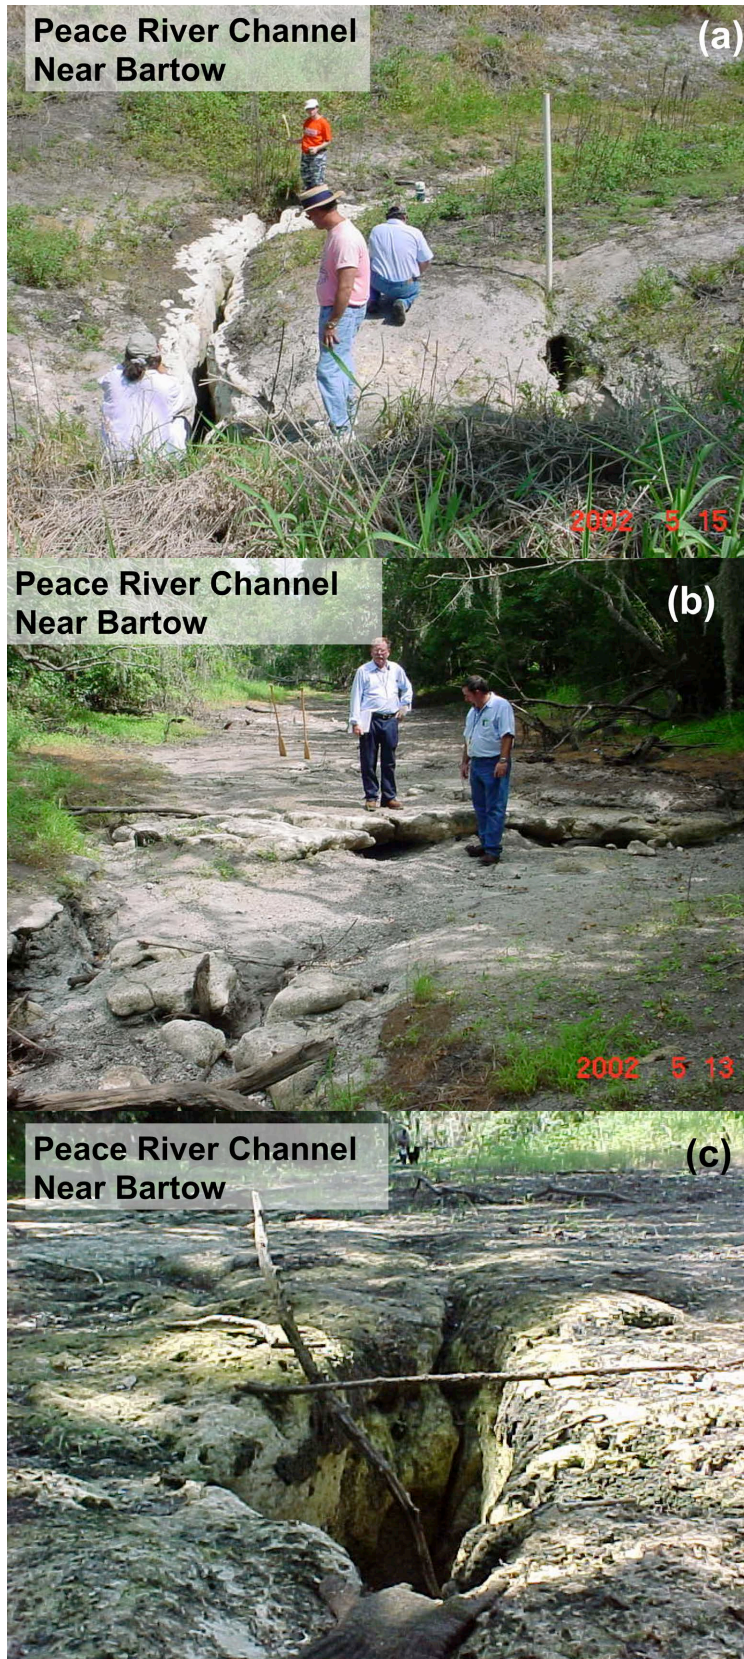 Peace River Channel
Near Bartow
(a)
2002 5 15
Peace River Channel
Near Bartow
(b)
2002 5 13
Peace River Channel
Near Bartow
(c)